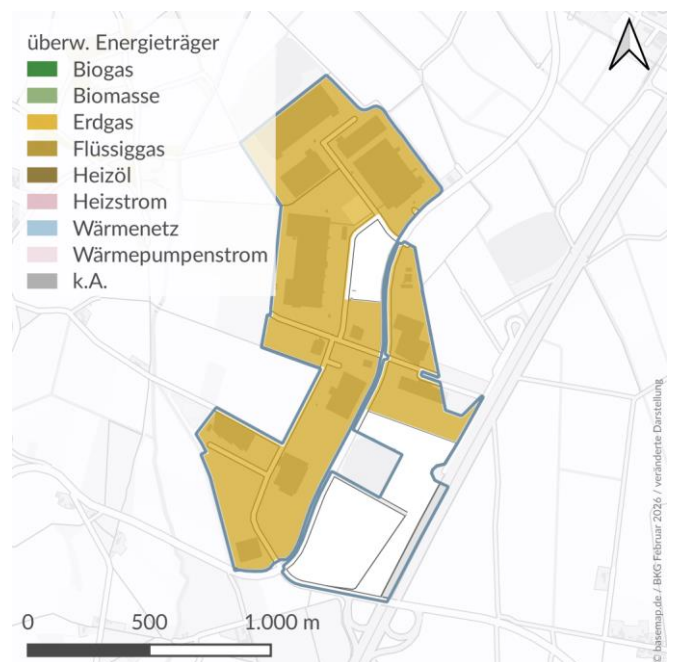 überw. Energieträger
Biogas
Biomasse
Erdgas
Flüssiggas
Heizöl
Heizstrom
Wärmenetz
Wärmepumpenstrom
k.A.
0 500 1.000 m
© basemap.de / BKG Februar 2026 / veränderte Darstellung